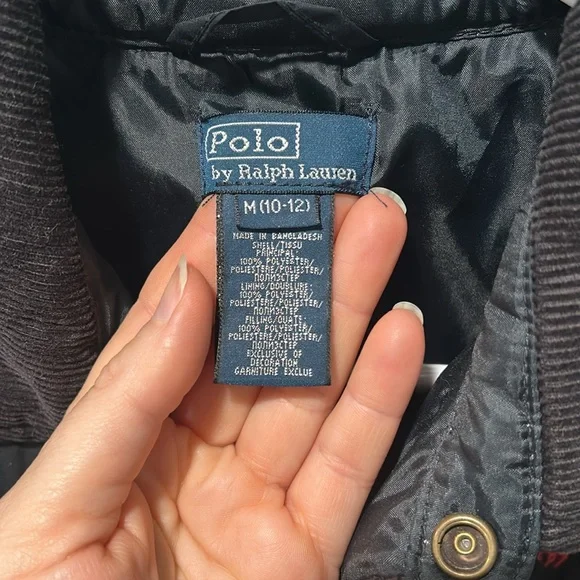 Polo
by Ralph Lauren
M (10-12)
MADE IN BANGLADESH
SHELL/TISSU
PRINCIPAL:
100% POLYESTER/
POLIESTERE/POLIESTER/
ПОЛИЭСТЕР
LINING/DOUBLURE:
100% POLYESTER/
POLIESTERE/POLIESTER/
ПОЛИЭСТЕР
FILLING/OUATE:
100% POLYESTER/
POLIESTERE/POLIESTER/
ПОЛИЭСТЕР
EXCLUSIVE OF
DECORATION
GARNITURE EXCLUE